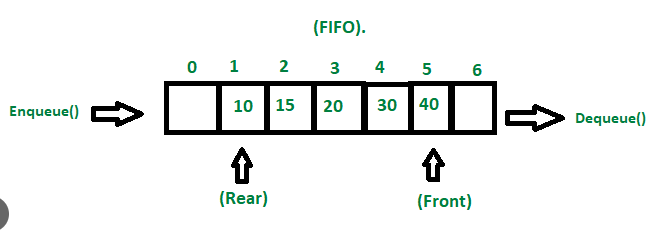 (FIFO).
0 1 2 3 4 5 6
Enqueue() 10 15 20 30 40 Dequeue()
(Rear) (Front)